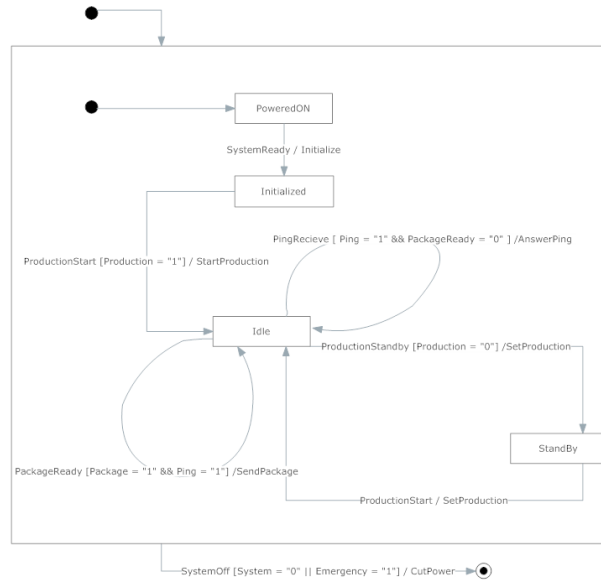 PoweredON
SystemReady / Initialize
Initialized
PingRecieve [ Ping = "1" && PackageReady = "0" ] /AnswerPing
ProductionStart [Production = "1"] / StartProduction
Idle
ProductionStandby [Production = "0"] /SetProduction
StandBy
PackageReady [Package = "1" && Ping = "1"] /SendPackage
ProductionStart / SetProduction
SystemOff [System = "0" || Emergency = "1"] / CutPower